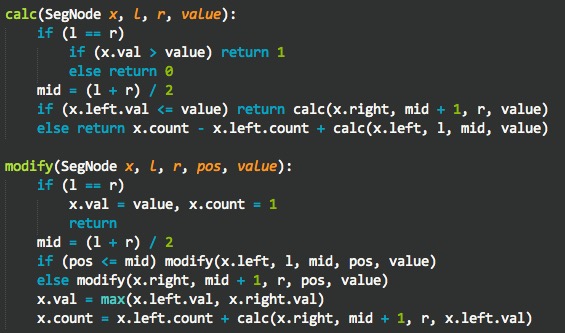 calc(SegNode x, l, r, value):
    if (l == r)
        if (x.val > value) return 1
        else return 0
    mid = (l + r) / 2
    if (x.left.val <= value) return calc(x.right, mid + 1, r, value)
    else return x.count - x.left.count + calc(x.left, l, mid, value)

modify(SegNode x, l, r, pos, value):
    if (l == r)
        x.val = value, x.count = 1
        return
    mid = (l + r) / 2
    if (pos <= mid) modify(x.left, l, mid, pos, value)
    else modify(x.right, mid + 1, r, pos, value)
    x.val = max(x.left.val, x.right.val)
    x.count = x.left.count + calc(x.right, mid + 1, r, x.left.val)